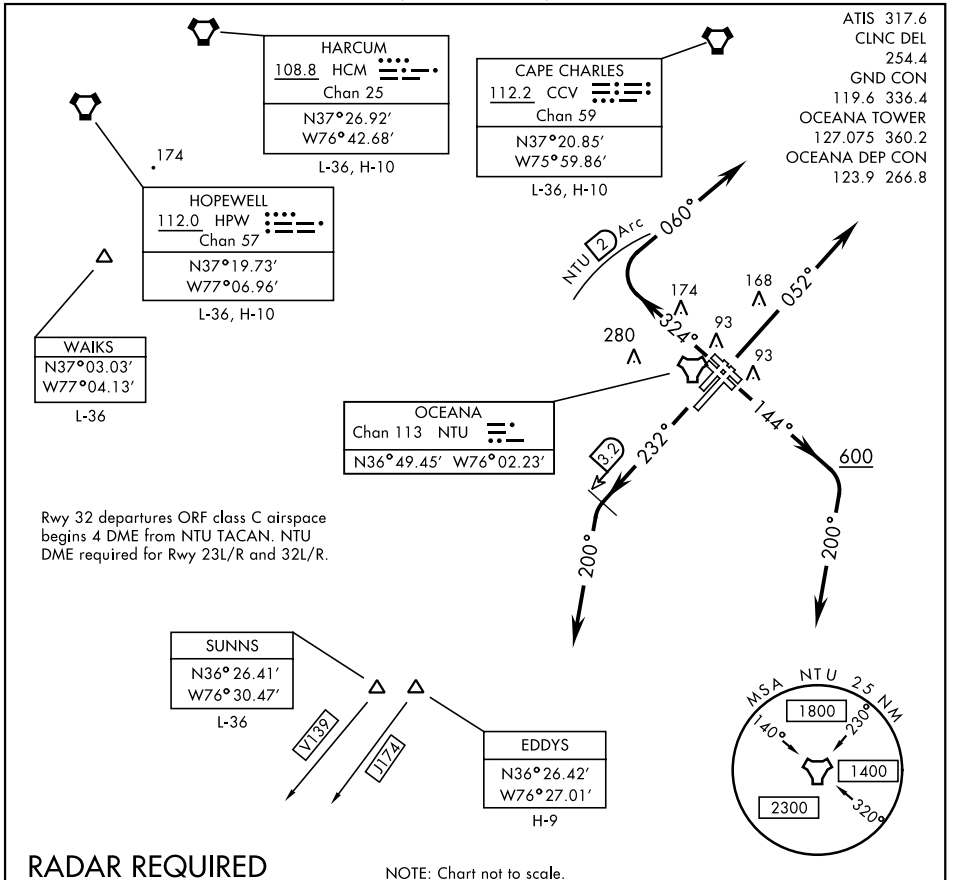 ATIS 317.6
CLNC DEL
254.4
GND CON
119.6 336.4
OCEANA TOWER
127.075 360.2
OCEANA DEP CON
123.9 266.8
HARCUM
108.8 HCM
Chan 25
N37°26.92'
W76°42.68'
L-36, H-10
CAPE CHARLES
112.2 CCV
Chan 59
N37°20.85'
W75°59.86'
L-36, H-10
174
HOPEWELL
112.0 HPW
Chan 57
N37°19.73'
W77°06.96'
L-36, H-10
WAIKS
N37°03.03'
W77°04.13'
L-36
NTU 2 Arc
060°
052°
324°
174
168
280
93
93
OCEANA
Chan 113 NTU
N36°49.45' W76°02.23'
144°
600
232°
3.2
200°
200°
Rwy 32 departures ORF class C airspace
begins 4 DME from NTU TACAN. NTU
DME required for Rwy 23L/R and 32L/R.
SUNNS
N36°26.41'
W76°30.47'
L-36
V139
J174
EDDYS
N36°26.42'
W76°27.01'
H-9
MSA NTU 25 NM
1800
140°
230°
1400
2300
320°
RADAR REQUIRED
NOTE: Chart not to scale.